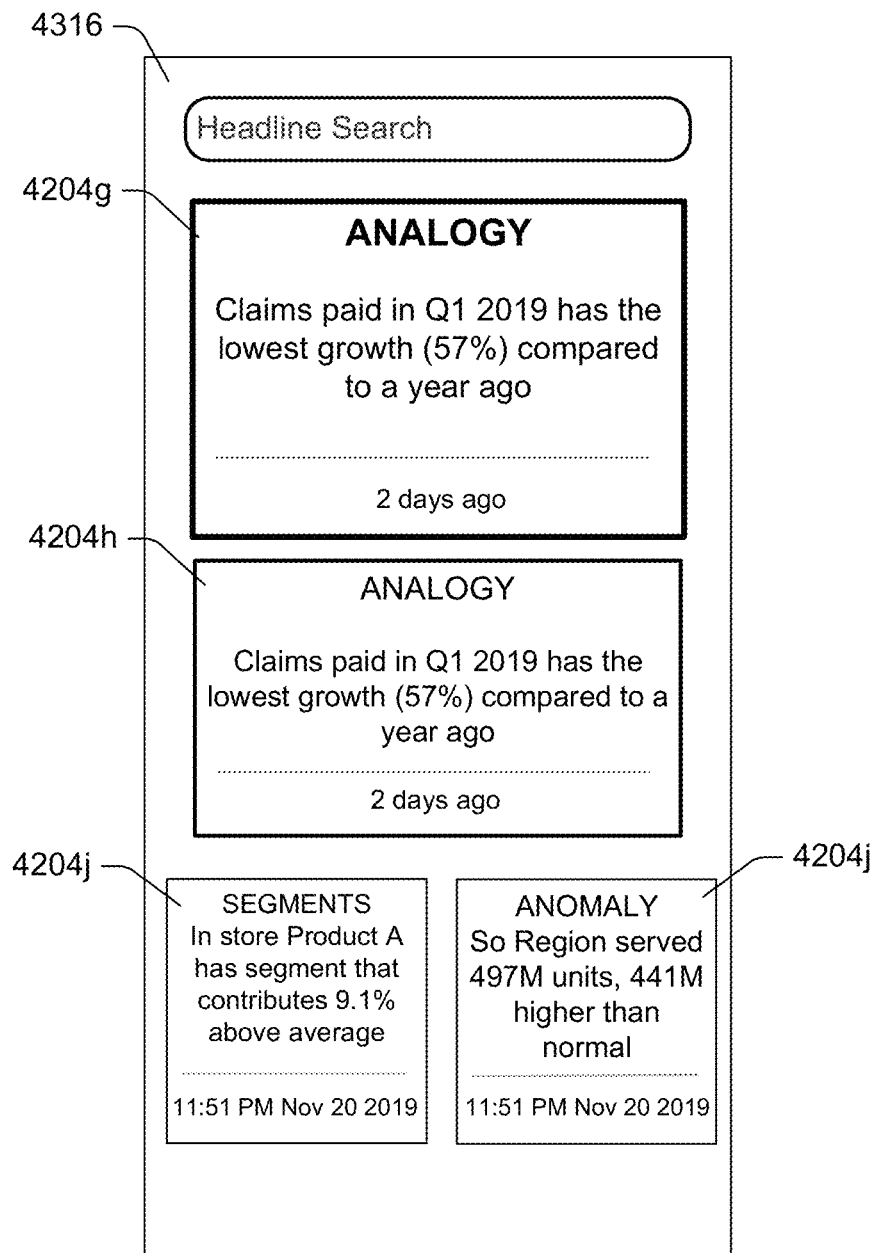 4316
Headline Search
4204g
ANALOGY
Claims paid in Q1 2019 has the
lowest growth (57%) compared
to a year ago
2 days ago
4204h
ANALOGY
Claims paid in Q1 2019 has the
lowest growth (57%) compared to a
year ago
2 days ago
4204j
SEGMENTS
In store Product A
has segment that
contributes 9.1%
above average
11:51 PM Nov 20 2019
4204j
ANOMALY
So Region served
497M units, 441M
higher than
normal
11:51 PM Nov 20 2019